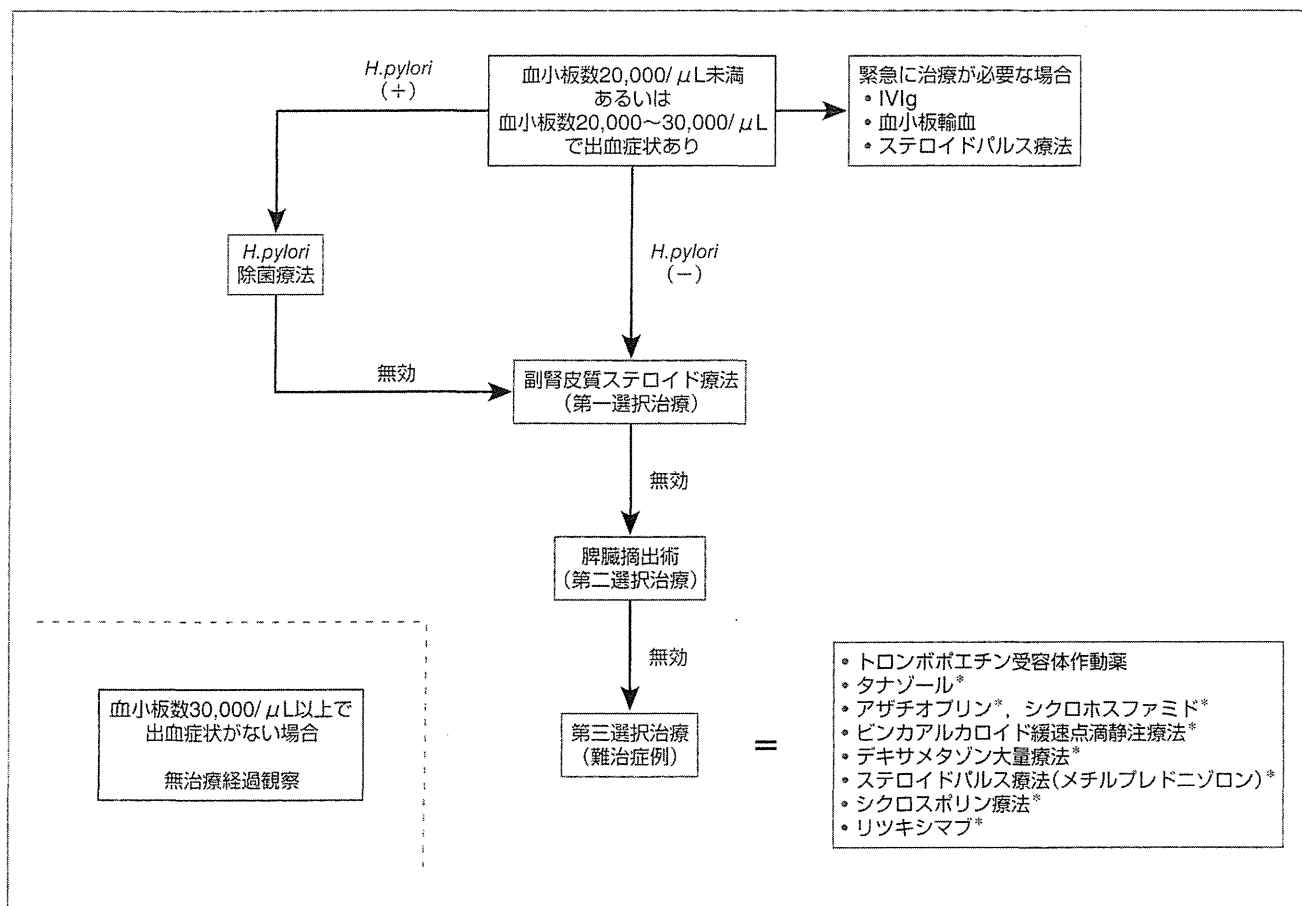 H.pylori
(+)
血小板数20,000/μL未満
あるいは
血小板数20,000〜30,000/μL
で出血症状あり
緊急に治療が必要な場合
• IVIg
• 血小板輸血
• ステロイドパルス療法
H.pylori
除菌療法
H.pylori
(−)
無効
副腎皮質ステロイド療法
(第一選択治療)
無効
脾臓摘出術
(第二選択治療)
無効
血小板数30,000/μL以上で
出血症状がない場合
無治療経過観察
第三選択治療
(難治症例)
=
• トロンボポエチン受容体作動薬
• タナゾール*
• アザチオプリン*，シクロホスファミド*
• ビンカアルカロイド緩速点滴静注療法*
• デキサメタゾン大量療法*
• ステロイドパルス療法(メチルプレドニゾロン)*
• シクロスポリン療法*
• リツキシマブ*